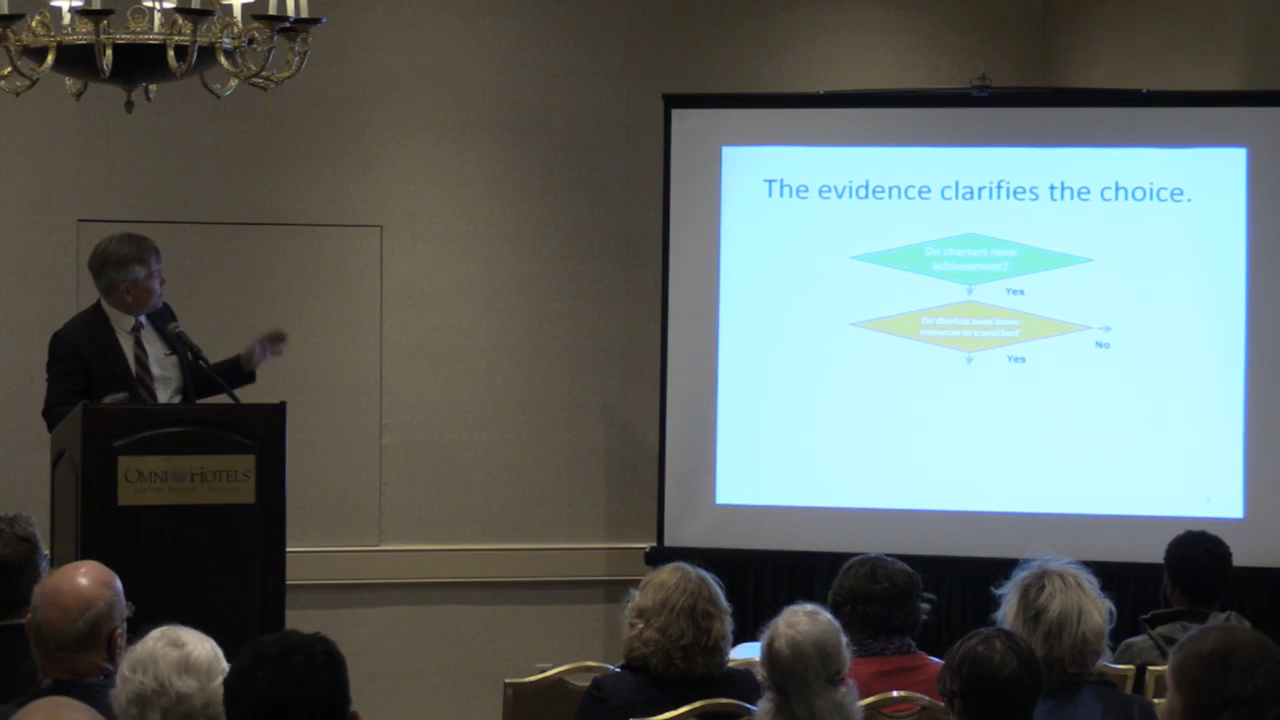 OMNI HOTELS
The evidence clarifies the choice.
Do charters raise
achievement?
Yes
Do districts need more
resources to transition?
No
Yes